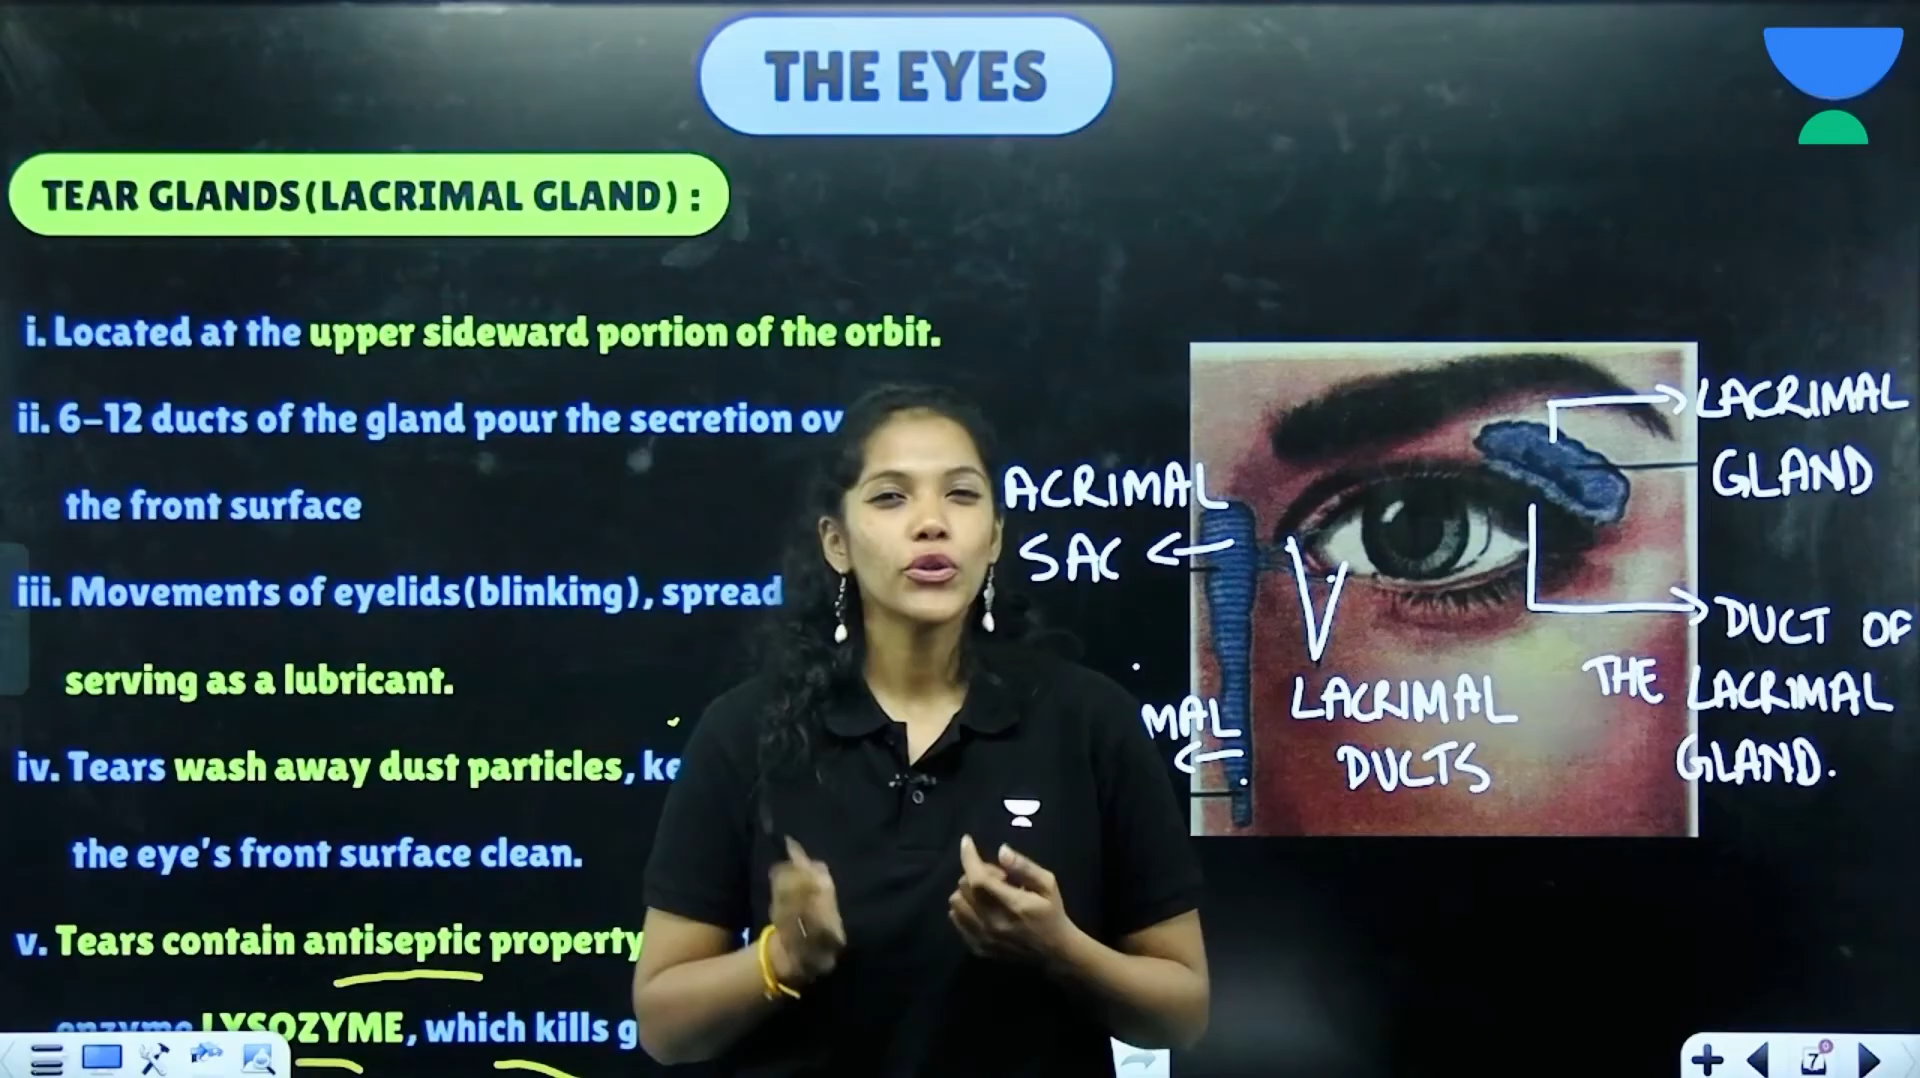 THE EYES
TEAR GLANDS(LACRIMAL GLAND) :
i. Located at the upper sideward portion of the orbit.
ii. 6-12 ducts of the gland pour the secretion
the front surface
iii. Movements of eyelids(blinking), spread
serving as a lubricant.
iv. Tears wash away dust particles,
the eye's front surface clean.
v. Tears contain antiseptic property
enzyme LYSOZYME, which kills
LACRIMAL
GLAND
ACRIMAL
SAC
DUCT OF
THE LACRIMAL
GLAND.
MAL
LACRIMAL
DUCTS
7
0